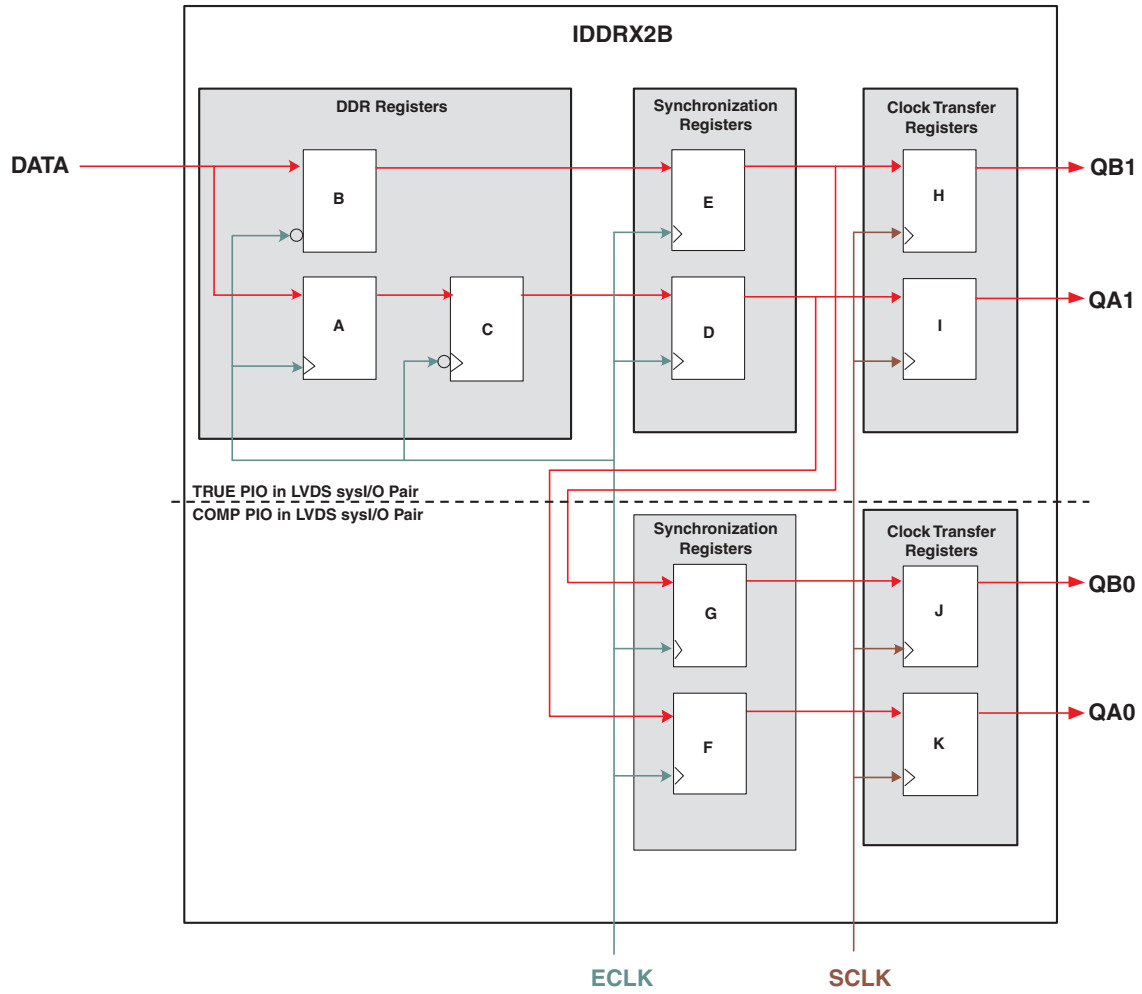 IDDRX2B
DDR Registers
Synchronization
Registers
Clock Transfer
Registers
DATA
B
E
H
QB1
A
C
D
I
QA1
TRUE PIO in LVDS sysI/O Pair
COMP PIO in LVDS sysI/O Pair
Synchronization
Registers
Clock Transfer
Registers
G
J
QB0
F
K
QA0
ECLK
SCLK